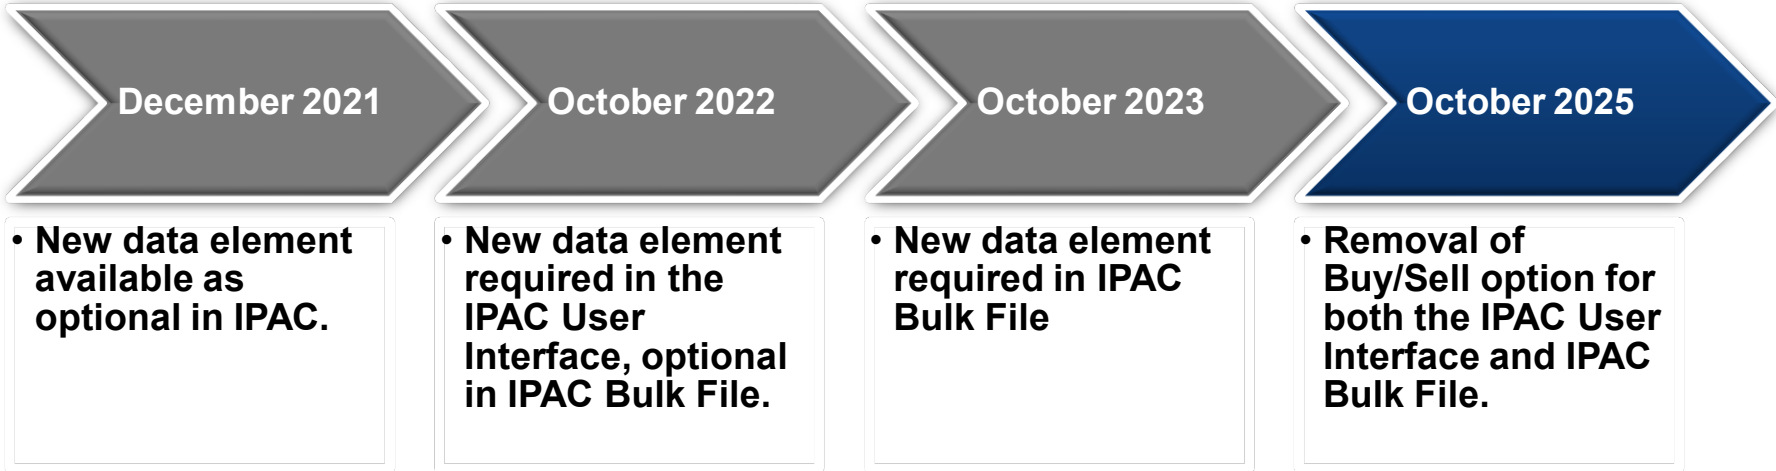 December 2021
• New data element
available as
optional in IPAC.
October 2022
• New data element
required in the
IPAC User
Interface, optional
in IPAC Bulk File.
October 2023
• New data element
required in IPAC
Bulk File
October 2025
• Removal of
Buy/Sell option for
both the IPAC User
Interface and IPAC
Bulk File.